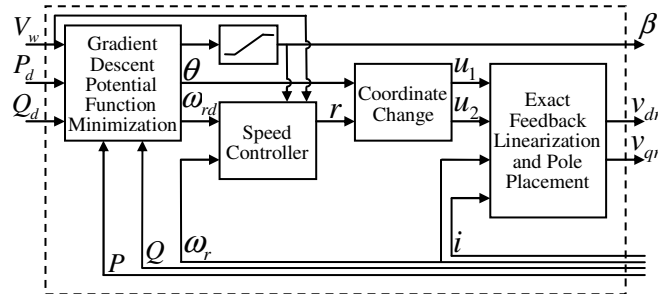 V_w
P_d
Q_d
Gradient
Descent
Potential
Function
Minimization
θ
ω_rd
Speed
Controller
r
Coordinate
Change
u_1
u_2
Exact
Feedback
Linearization
and Pole
Placement
β
v_dr
v_qr
i
ω_r
Q
P